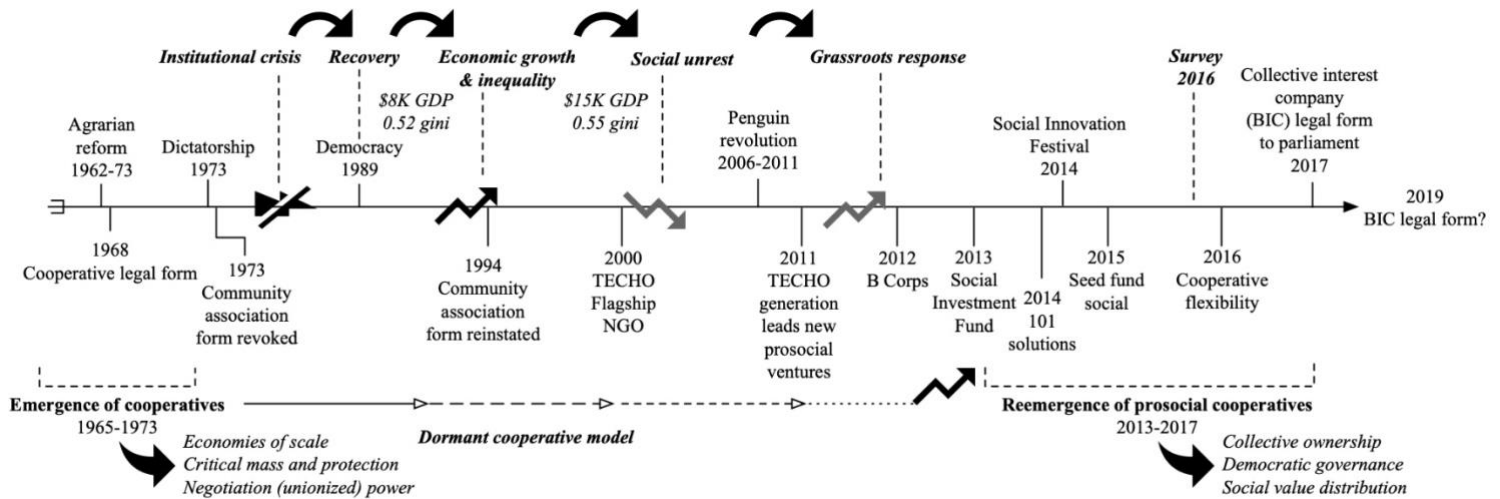 Institutional crisis
Recovery
Economic growth
& inequality
Social unrest
Grassroots response
Survey
2016
$8K GDP
0.52 gini
$15K GDP
0.55 gini
Agrarian
reform
1962-73
Dictatorship
1973
Democracy
1989
Penguin
revolution
2006-2011
Social Innovation
Festival
2014
Collective interest
company
(BIC) legal form
to parliament
2017
2019
BIC legal form?
1968
Cooperative legal form
1973
Community
association
form revoked
1994
Community
association
form reinstated
2000
TECHO
Flagship
NGO
2011
TECHO
generation
leads new
prosocial
ventures
2012
B Corps
2013
Social
Investment
Fund
2014
101
solutions
2015
Seed fund
social
2016
Cooperative
flexibility
Emergence of cooperatives
1965-1973
Economies of scale
Critical mass and protection
Negotiation (unionized) power
Dormant cooperative model
Reemergence of prosocial cooperatives
2013-2017
Collective ownership
Democratic governance
Social value distribution